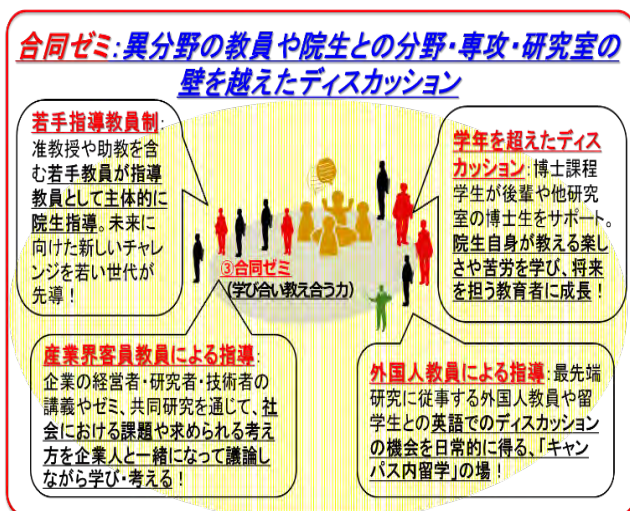 合同ゼミ:異分野の教員や院生との分野・専攻・研究室の
壁を越えたディスカッション
若手指導教員制:
准教授や助教を含
む若手教員が指導
教員として主体的に
院生指導。未来に
向けた新しいチャレ
ンジを若い世代が
先導!
学年を超えたディス
カッション:博士課程
学生が後輩や他研究
室の博士生をサポート。
院生自身が教える楽し
さや苦労を学び、将来
を担う教育者に成長!
③合同ゼミ
(学び合い教え合う力)
産業界客員教員による指導:
企業の経営者・研究者・技術者の
講義やゼミ、共同研究を通じて、社
会における課題や求められる考え
方を企業人と一緒になって議論し
ながら学び・考える!
外国人教員による指導:最先端
研究に従事する外国人教員や留
学生との英語でのディスカッション
の機会を日常的に得る、「キャン
パス内留学」の場!